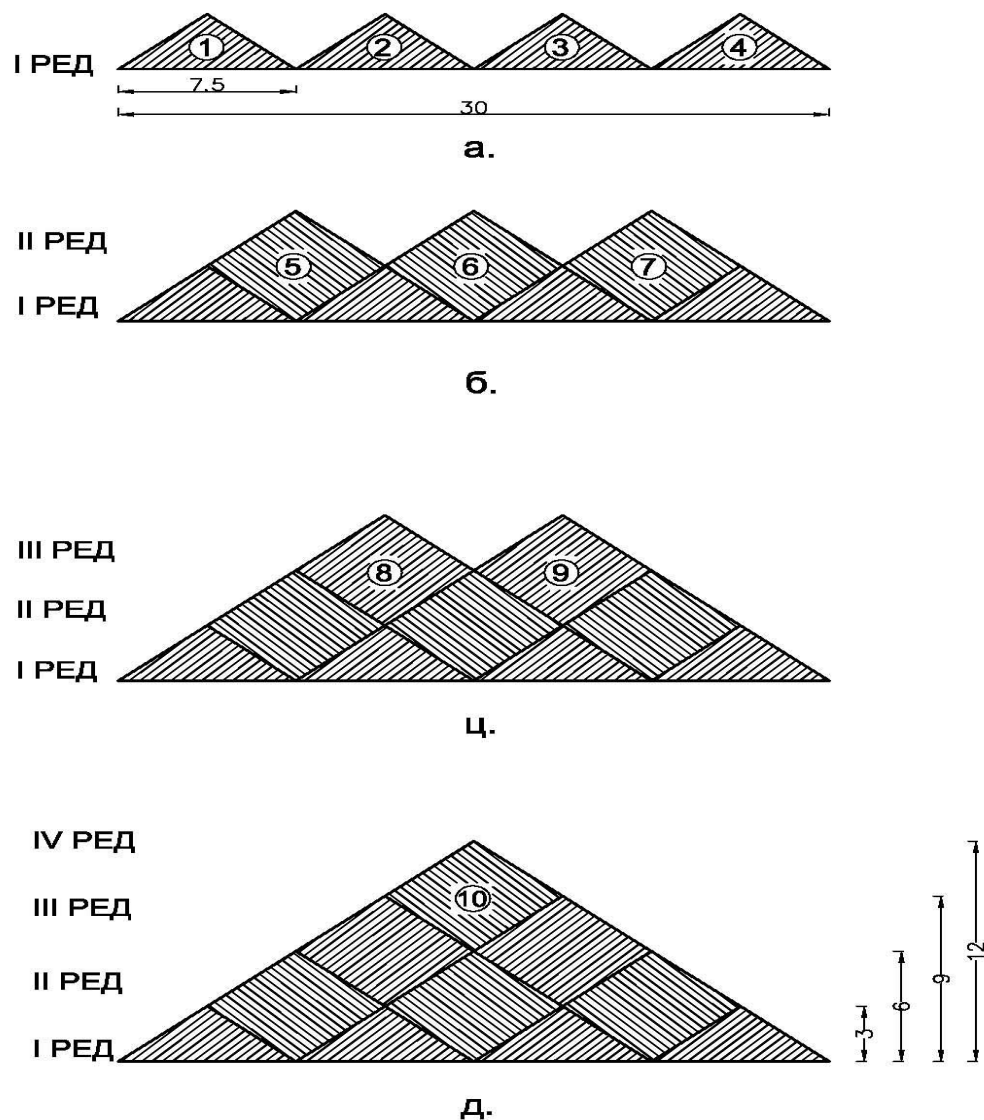 1 2 3 4
I РЕД
7.5
30
а.
II РЕД
5 6 7
I РЕД
б.
III РЕД
8 9
II РЕД
I РЕД
ц.
IV РЕД
III РЕД
10
II РЕД
I РЕД
3 6 9 12
д.